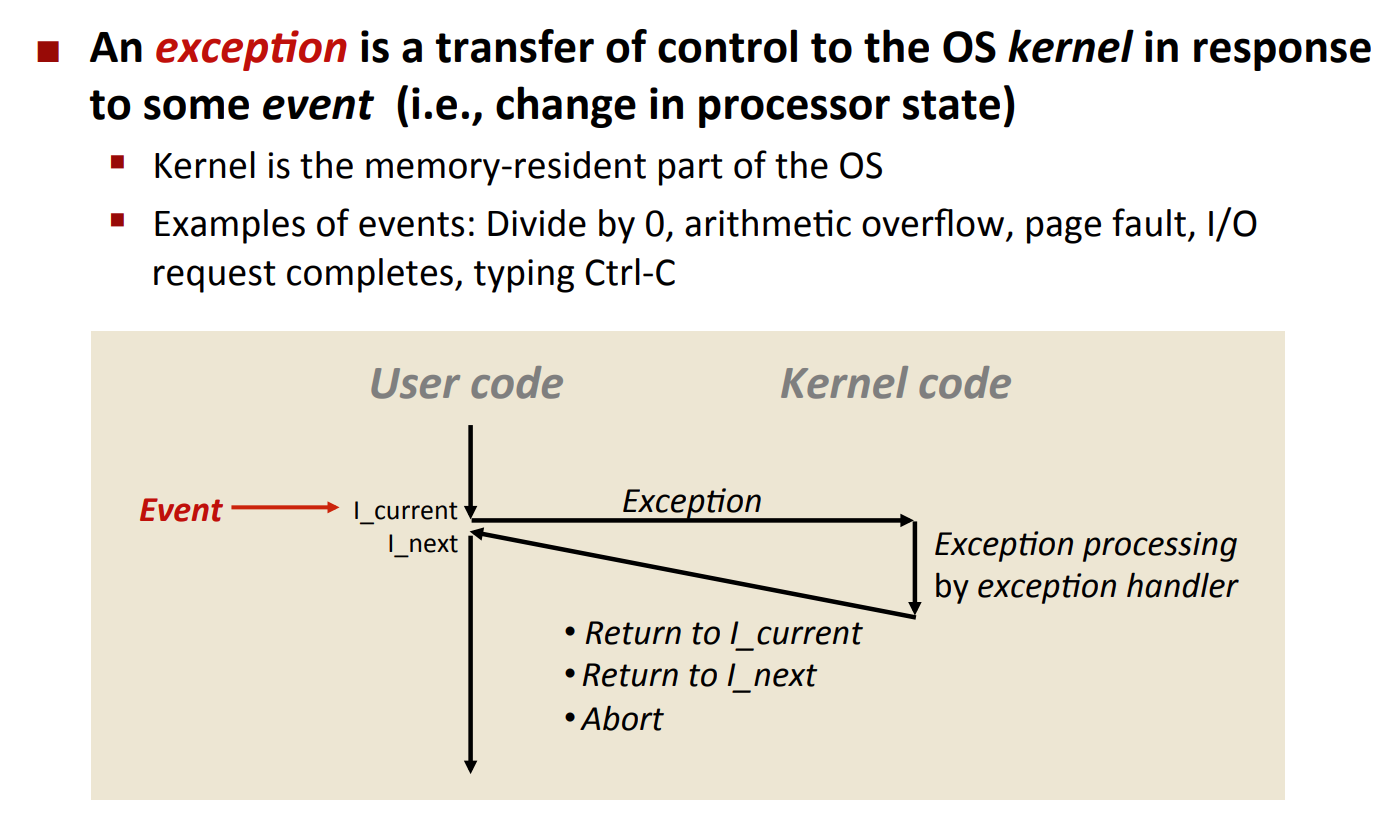 ■ An exception is a transfer of control to the OS kernel in response
to some event (i.e., change in processor state)
▪ Kernel is the memory-resident part of the OS
▪ Examples of events: Divide by 0, arithmetic overflow, page fault, I/O
request completes, typing Ctrl-C
User code
Kernel code
Event
I_current
Exception
I_next
Exception processing
by exception handler
• Return to I_current
• Return to I_next
• Abort